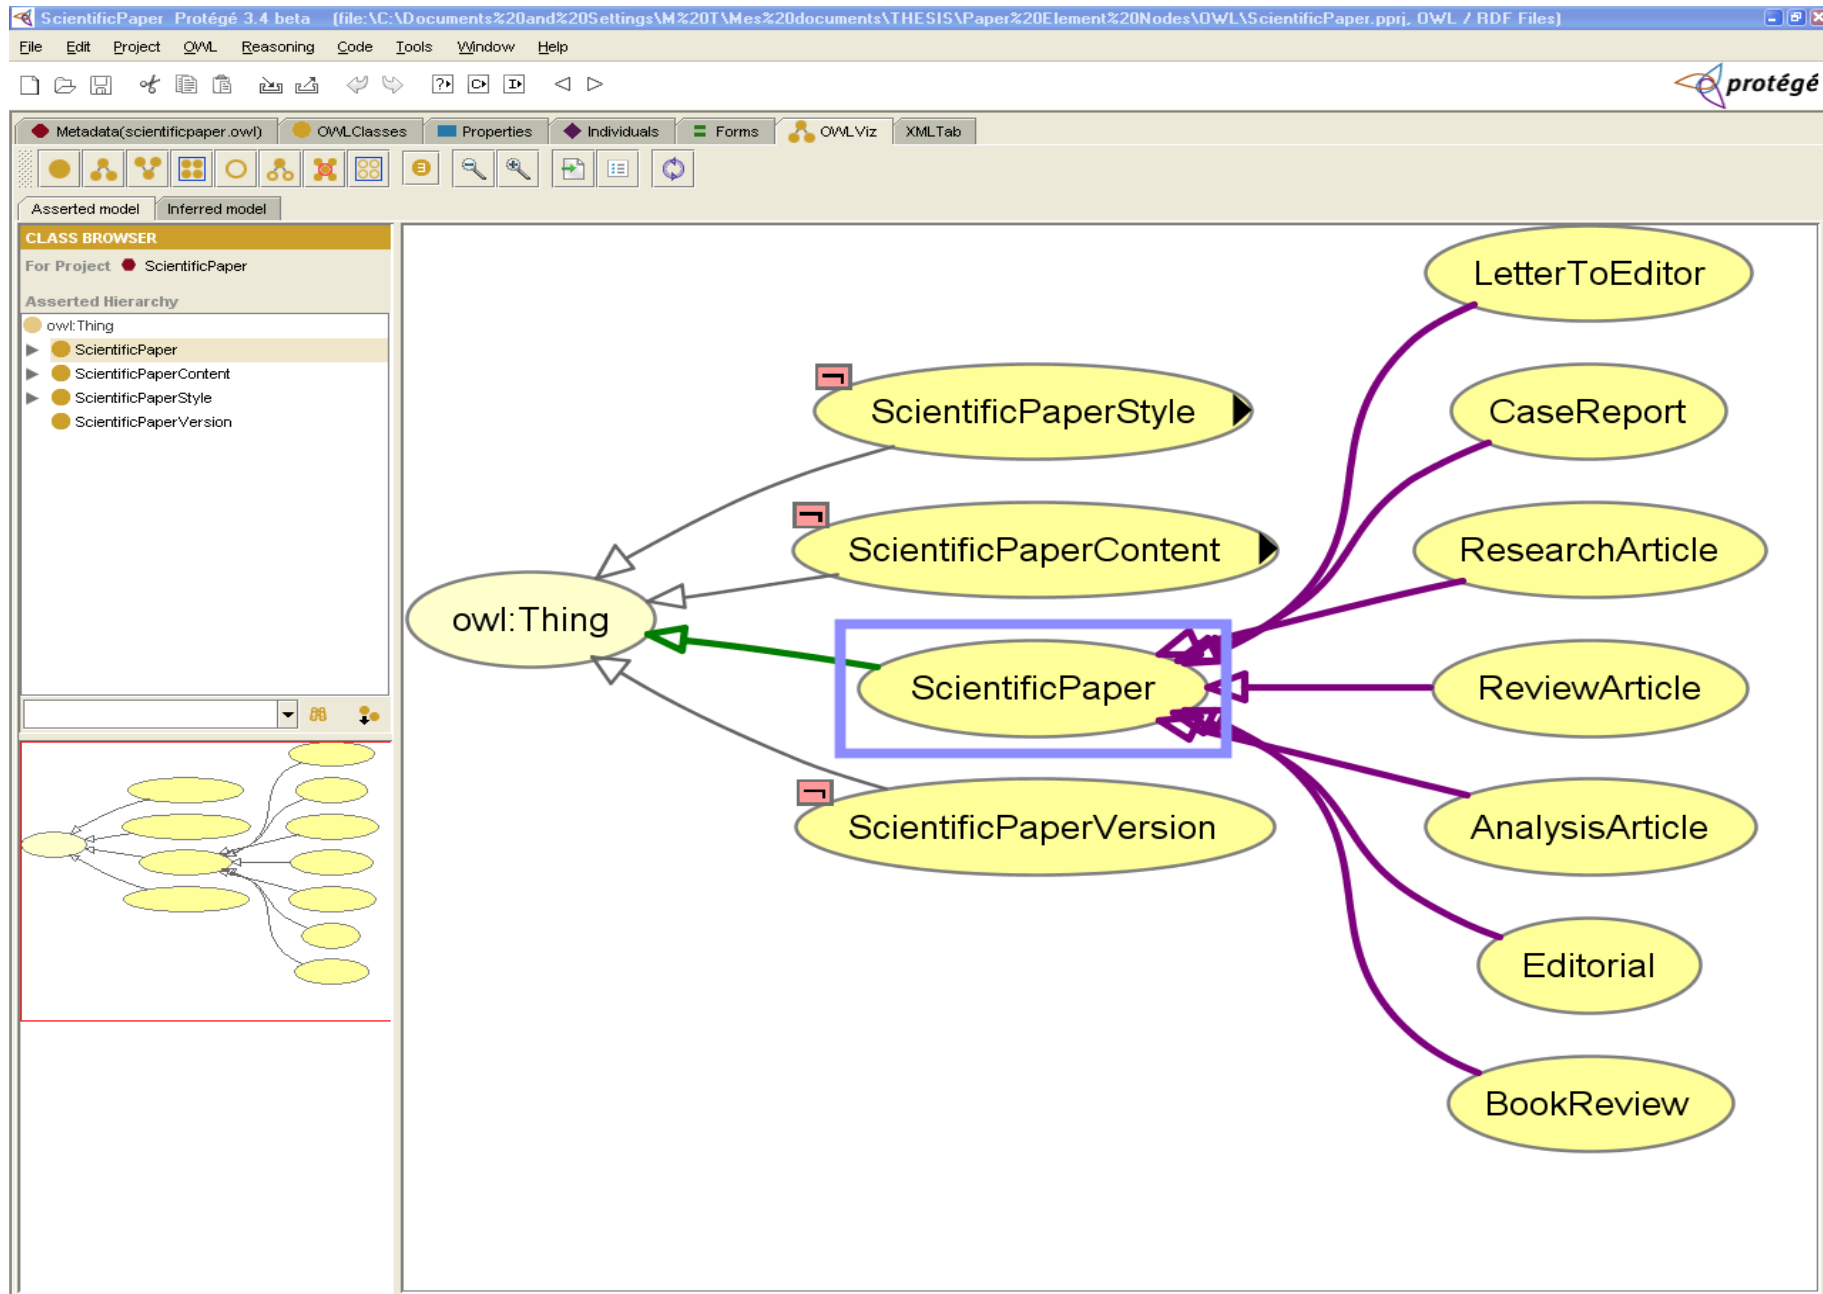 ScientificPaper  Protégé 3.4 beta   (file:\C:\Documents%20and%20Settings\M%20T\Mes%20documents\THESIS\Paper%20Element%20Nodes\OWL\ScientificPaper.pprj, OWL / RDF Files)
File Edit Project OWL Reasoning Code Tools Window Help
protégé
Metadata(scientificpaper.owl) OWLClasses Properties Individuals Forms OWLViz XMLTab
Asserted model Inferred model
CLASS BROWSER
For Project ScientificPaper
Asserted Hierarchy
owl:Thing
ScientificPaper
ScientificPaperContent
ScientificPaperStyle
ScientificPaperVersion
LetterToEditor
ScientificPaperStyle
CaseReport
ScientificPaperContent
ResearchArticle
owl:Thing
ScientificPaper
ReviewArticle
ScientificPaperVersion
AnalysisArticle
Editorial
BookReview